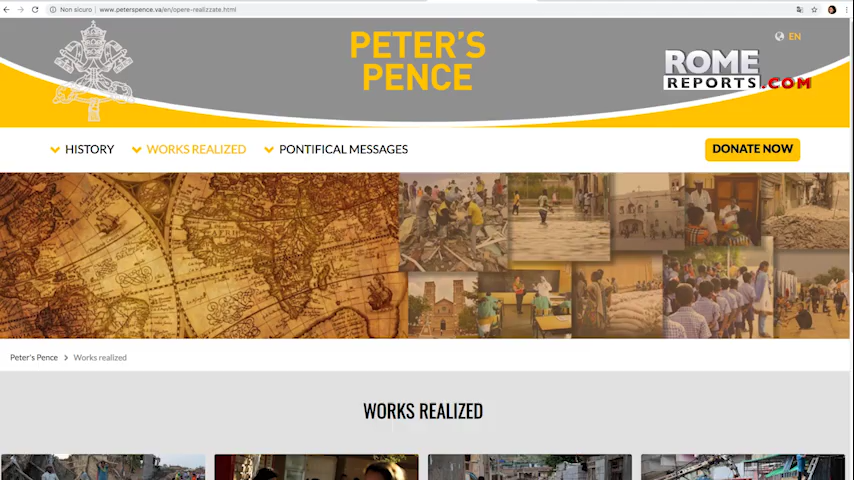 Non sicuro | www.peterspence.va/en/opere-realizzate.html
PETER'S
PENCE
EN
ROME
REPORTS.COM
HISTORY
WORKS REALIZED
PONTIFICAL MESSAGES
DONATE NOW
AFRICA
Peter's Pence > Works realized
WORKS REALIZED